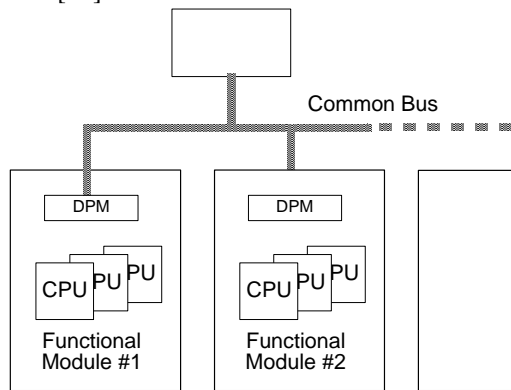 Common Bus
DPM
DPM
CPU
PU
PU
CPU
PU
PU
Functional
Module #1
Functional
Module #2